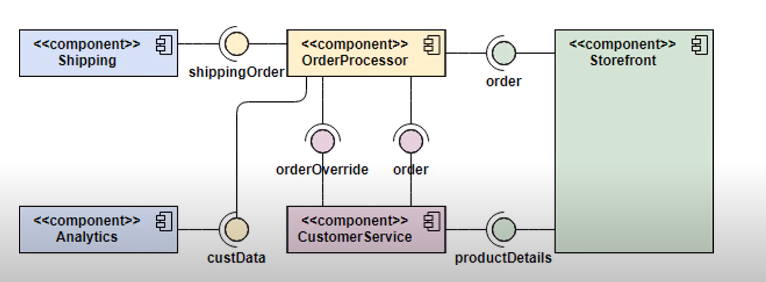 <<component>>
Shipping
shippingOrder
<<component>>
OrderProcessor
order
<<component>>
Storefront
orderOverride
order
<<component>>
Analytics
custData
<<component>>
CustomerService
productDetails